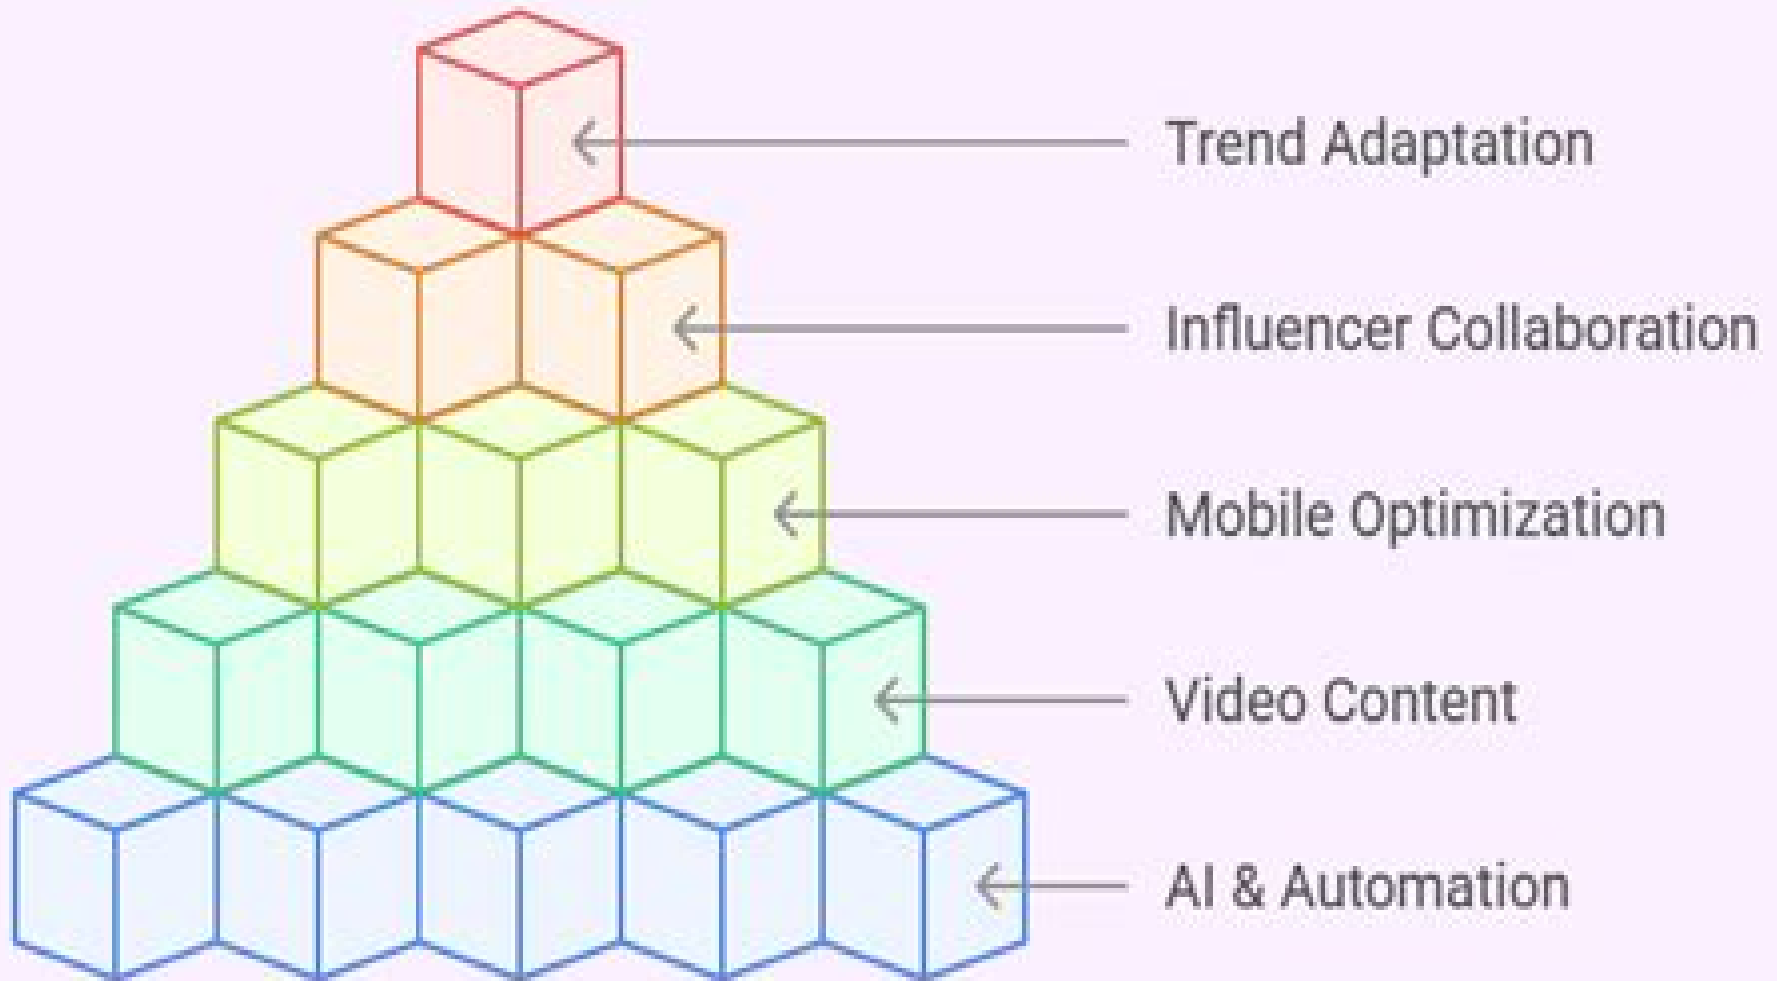 Trend Adaptation
Influencer Collaboration
Mobile Optimization
Video Content
AI & Automation